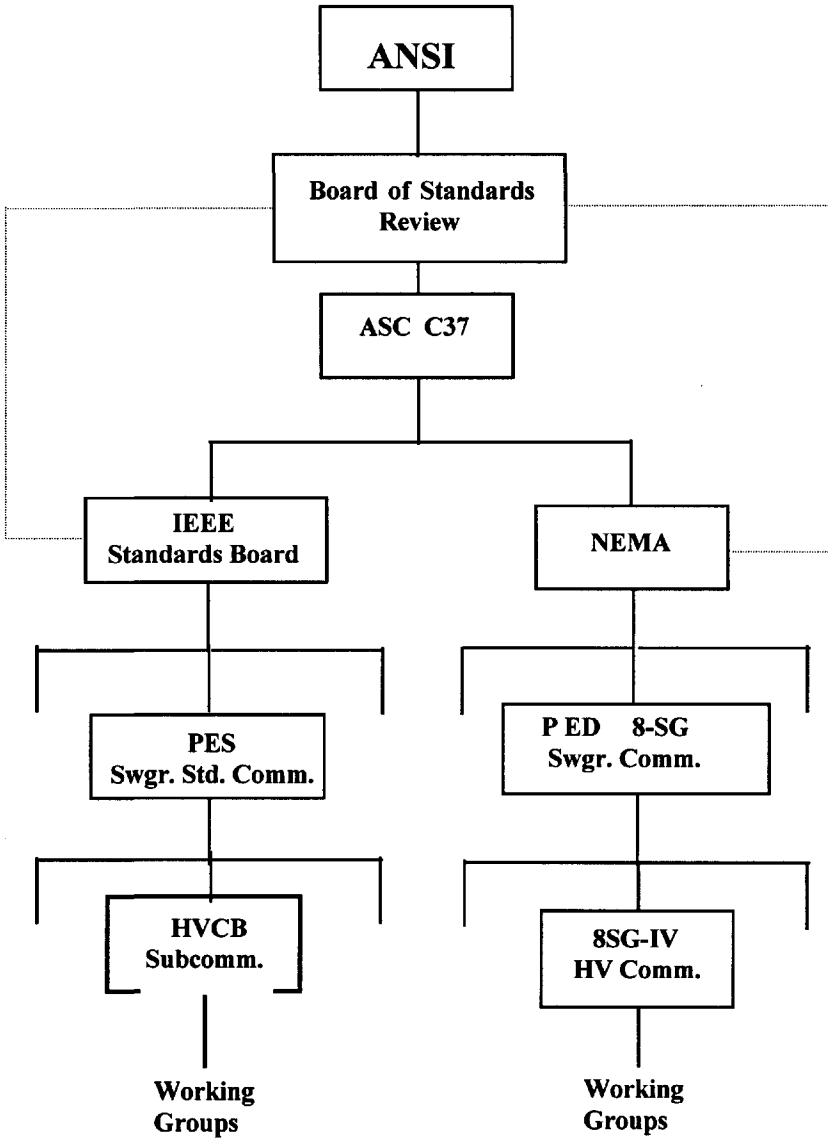 ANSI
Board of Standards
Review
ASC C37
IEEE
Standards Board
NEMA
PES
Swgr. Std. Comm.
P ED 8-SG
Swgr. Comm.
HVCB
Subcomm.
8SG-IV
HV Comm.
Working
Groups
Working
Groups